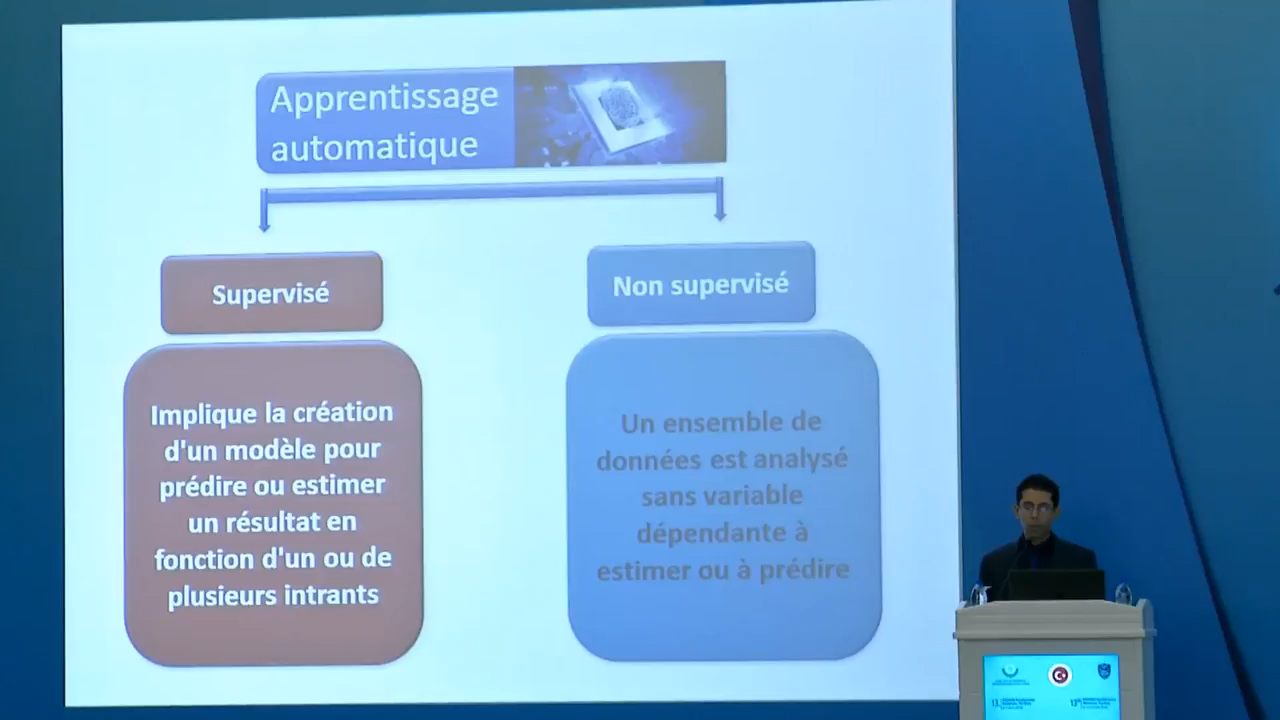 Apprentissage
automatique
Supervisé
Non supervisé
Implique la création
d'un modèle pour
prédire ou estimer
un résultat en
fonction d'un ou de
plusieurs intrants
Un ensemble de
données est analysé
sans variable
dépendante à
estimer ou à prédire